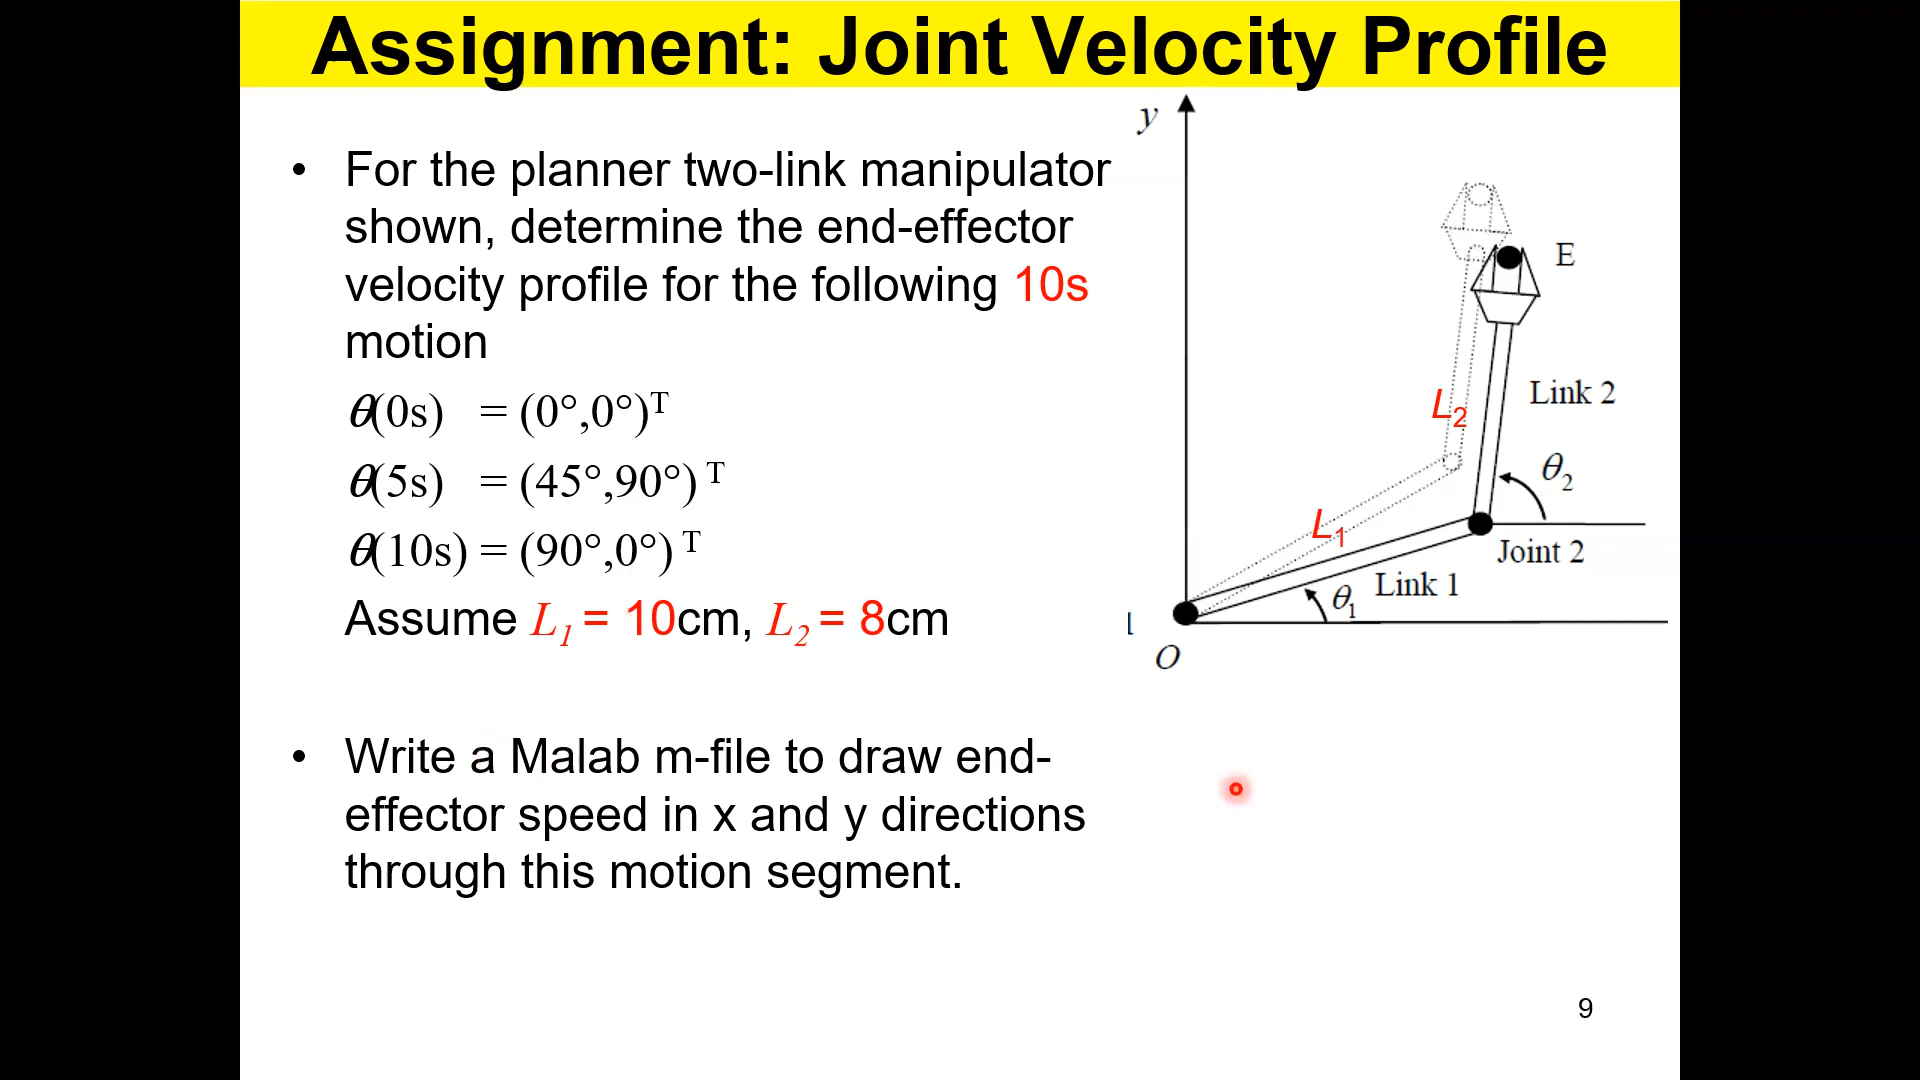 Assignment: Joint Velocity Profile
• For the planner two-link manipulator
shown, determine the end-effector
velocity profile for the following 10s
motion
θ(0s) = (0°,0°)ᵀ
θ(5s) = (45°,90°) ᵀ
θ(10s) = (90°,0°) ᵀ
Assume L₁ = 10cm, L₂ = 8cm
• Write a Malab m-file to draw end-
effector speed in x and y directions
through this motion segment.
y
E
Link 2
L₂
θ₂
L₁
Joint 2
Link 1
θ₁
1
O
9